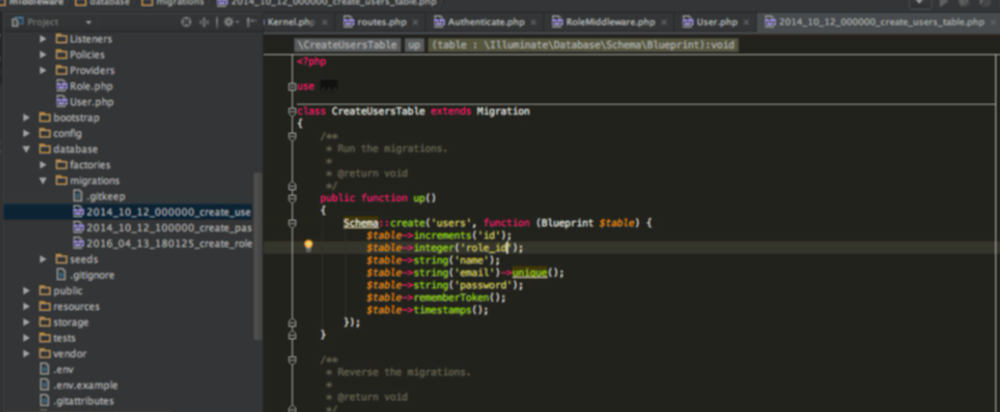 middleware database migrations 2014_10_12_000000_create_users_table.php
Project
Kernel.php routes.php Authenticate.php RoleMiddleware.php User.php 2014_10_12_000000_create_users_table.php
Listeners
Policies
Providers
Role.php
User.php
bootstrap
config
database
factories
migrations
.gitkeep
2014_10_12_000000_create_use
2014_10_12_100000_create_pas
2016_04_13_180125_create_role
seeds
.gitignore
public
resources
storage
tests
vendor
.env
.env.example
.gitattributes
\CreateUsersTable up (table : \Illuminate\Database\Schema\Blueprint):void
<?php
use ...
class CreateUsersTable extends Migration
{
/**
* Run the migrations.
*
* @return void
*/
public function up()
{
Schema::create('users', function (Blueprint $table) {
$table->increments('id');
$table->integer('role_id');
$table->string('name');
$table->string('email')->unique();
$table->string('password');
$table->rememberToken();
$table->timestamps();
});
}
/**
* Reverse the migrations.
*
* @return void
*/